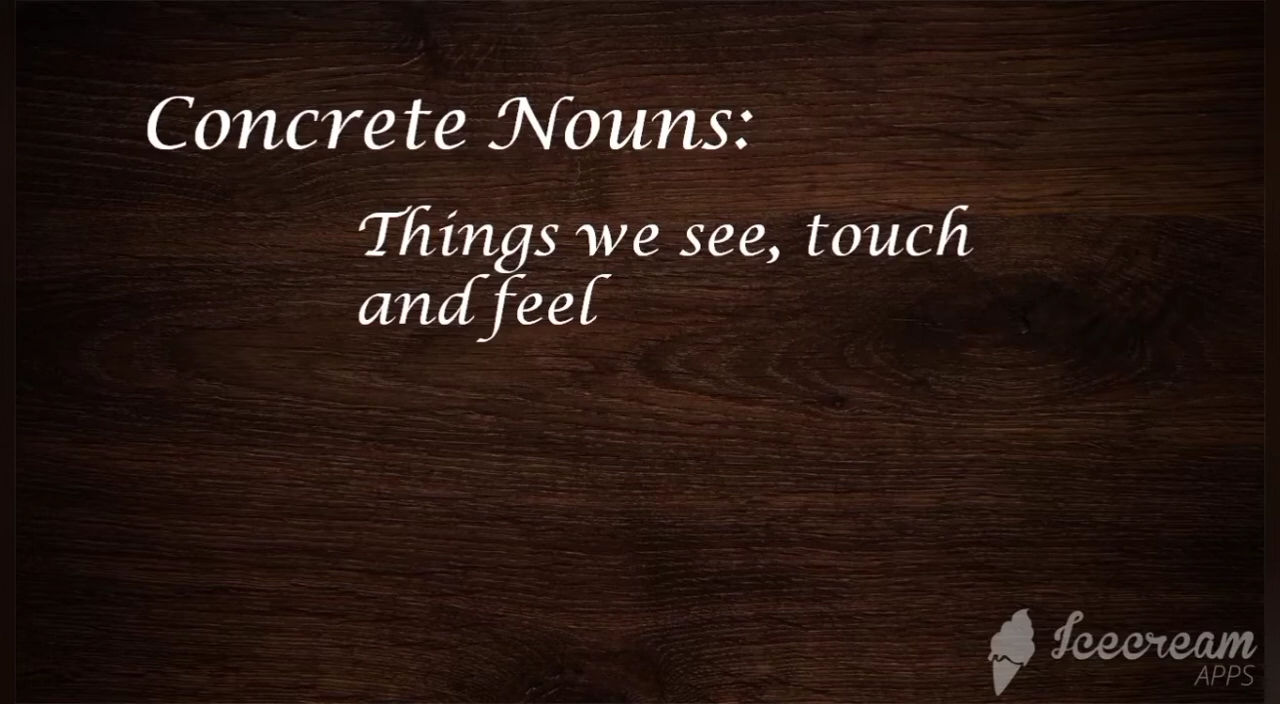 Concrete Nouns:
Things we see, touch
and feel
Icecream
APPS